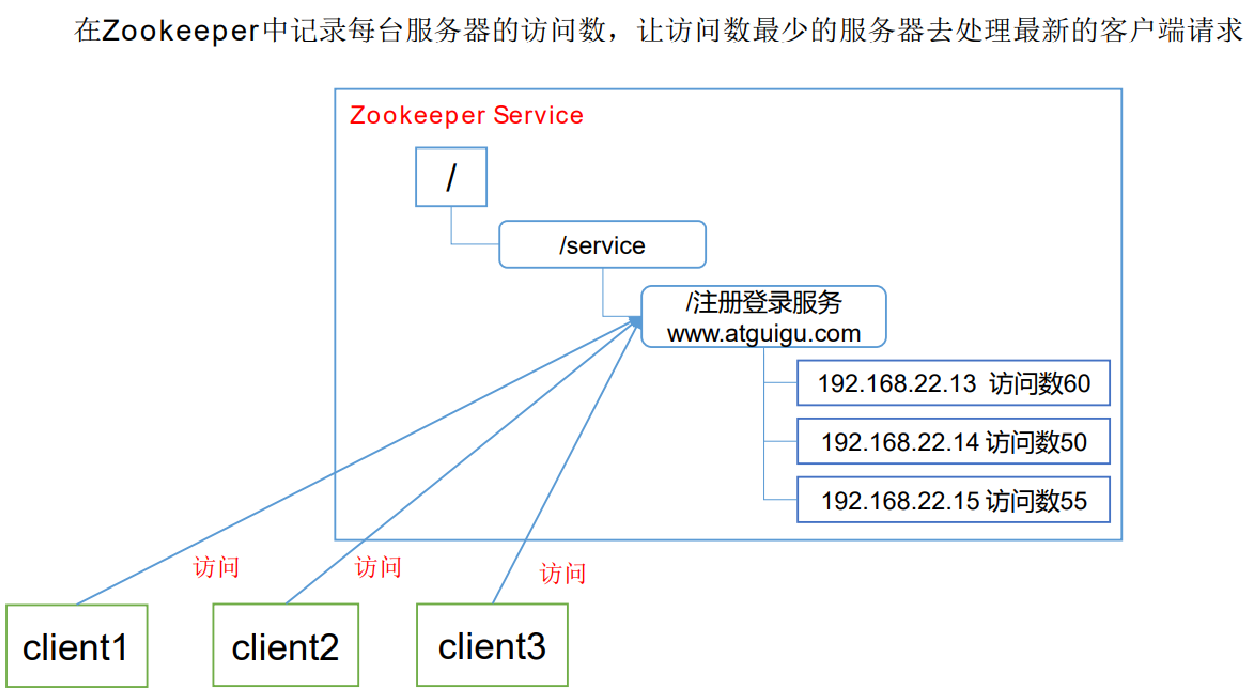 在Zookeeper中记录每台服务器的访问数，让访问数最少的服务器去处理最新的客户端请求
Zookeeper Service
/
/service
/注册登录服务
www.atguigu.com
192.168.22.13 访问数60
192.168.22.14 访问数50
192.168.22.15 访问数55
访问
访问
访问
client1
client2
client3